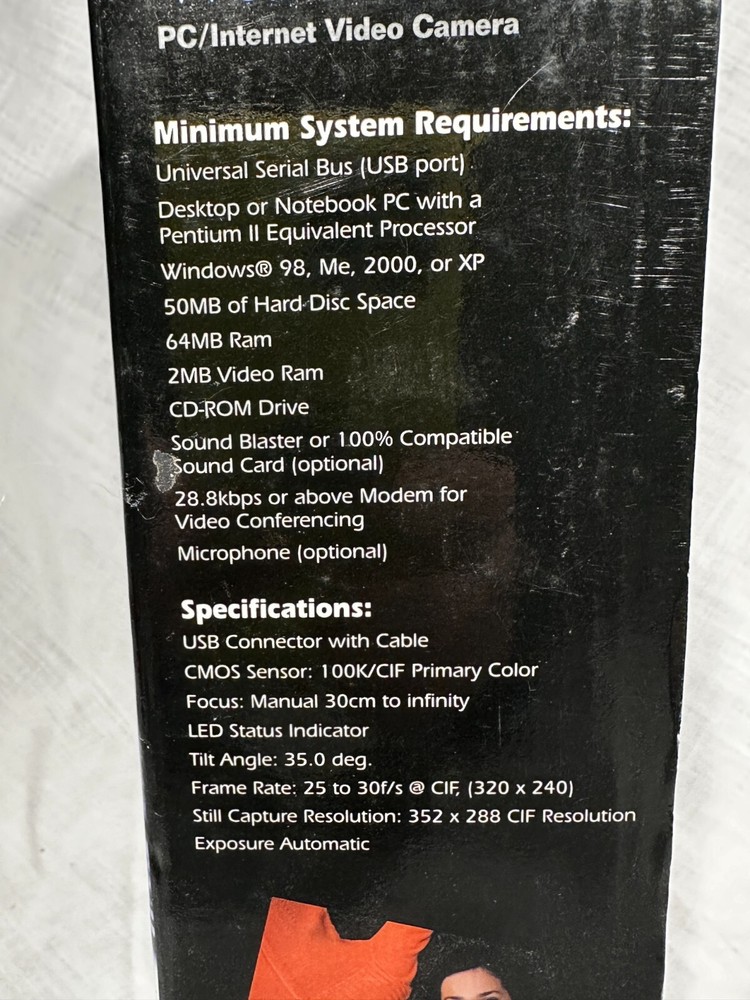 PC/Internet Video Camera
Minimum System Requirements:
Universal Serial Bus (USB port)
Desktop or Notebook PC with a
Pentium II Equivalent Processor
Windows® 98, Me, 2000, or XP
50MB of Hard Disc Space
64MB Ram
2MB Video Ram
CD-ROM Drive
Sound Blaster or 100% Compatible
Sound Card (optional)
28.8kbps or above Modem for
Video Conferencing
Microphone (optional)
Specifications:
USB Connector with Cable
CMOS Sensor: 100K/CIF Primary Color
Focus: Manual 30cm to infinity
LED Status Indicator
Tilt Angle: 35.0 deg.
Frame Rate: 25 to 30f/s @ CIF, (320 x 240)
Still Capture Resolution: 352 x 288 CIF Resolution
Exposure Automatic